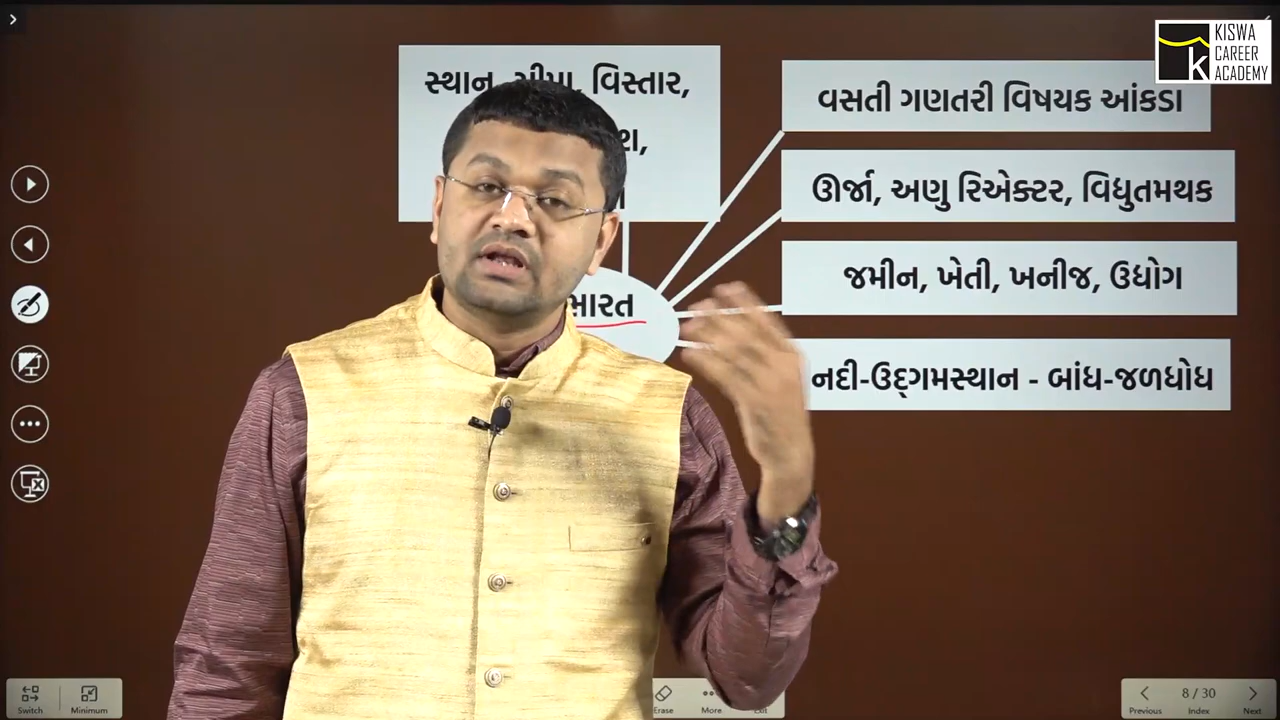 KISWA
CAREER
ACADEMY
સ્થાન, સીમા, વિસ્તાર,
વસતી ગણતરી વિષયક આંકડા
ઊર્જા, અણુ રિએક્ટર, વિદ્યુતમથક
જમીન, ખેતી, ખનીજ, ઉદ્યોગ
ભારત
નદી-ઉદ્‌ગમસ્થાન - બાંધ-જળધોધ
Switch
Minimum
More
8 / 30
Previous
Index
Next